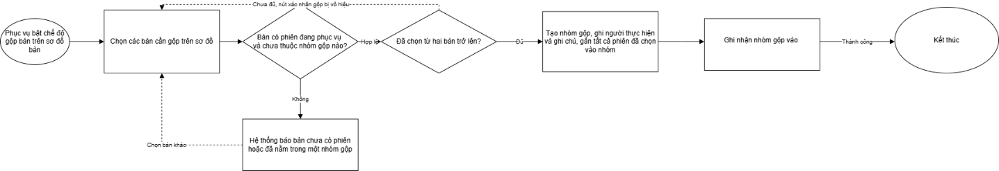 Chưa đủ, nút xác nhận gộp bị vô hiệu
Phục vụ bật chế độ
gộp bàn trên sơ đồ
bàn
Chọn các bàn cần gộp trên sơ đồ
Bàn có phiên đang phục vụ
và chưa thuộc nhóm gộp nào?
Hợp lệ
Đã chọn từ hai bàn trở lên?
Đủ
Tạo nhóm gộp, ghi người thực hiện
và ghi chú, gắn tất cả phiên đã chọn
vào nhóm
Ghi nhận nhóm gộp vào
Thành công
Kết thúc
Không
Hệ thống báo bàn chưa có phiên
hoặc đã nằm trong một nhóm gộp
Chọn bàn khác